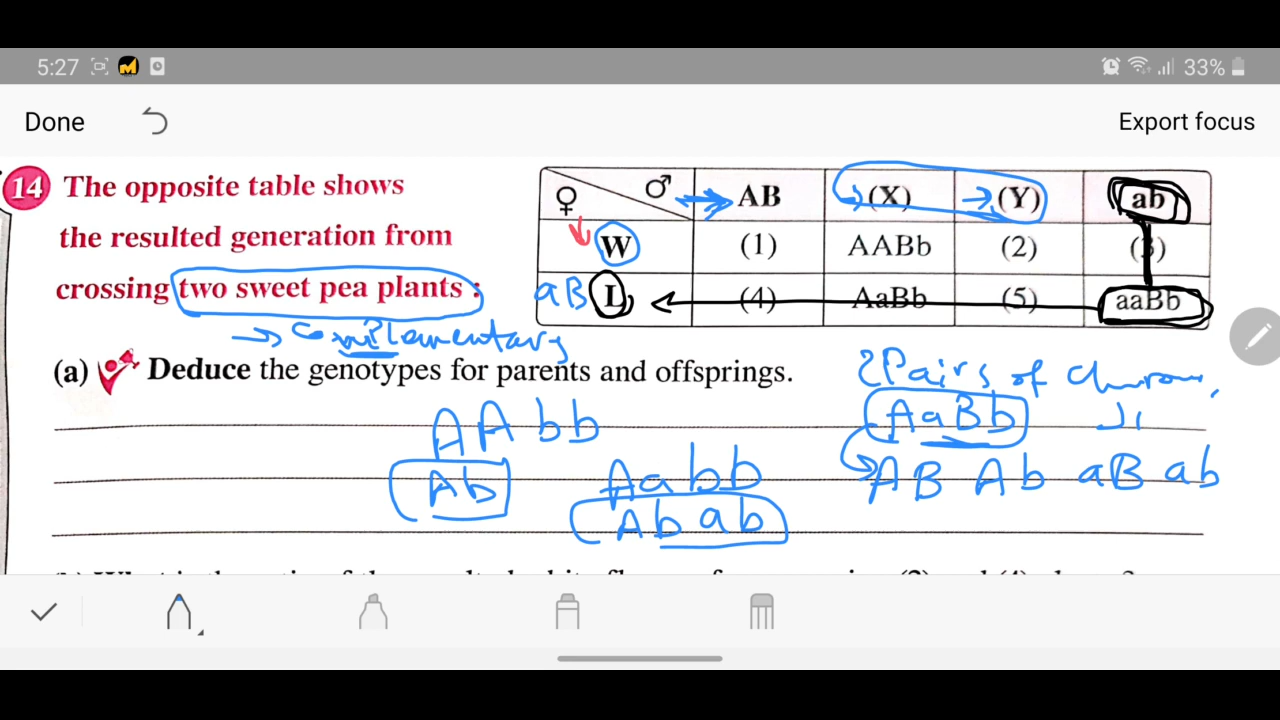 5:27 33%
Done Export focus
14 The opposite table shows
the resulted generation from
crossing two sweet pea plants :
→ Complementary
♀ ♂ AB (X) (Y) ab
W (1) AABb (2) (3)
aB L (4) AaBb (5) aaBb
(a) Deduce the genotypes for parents and offsprings.
2 Pairs of
AAbb
Ab
Aabb
Ab ab
AaBb
AB Ab aB ab